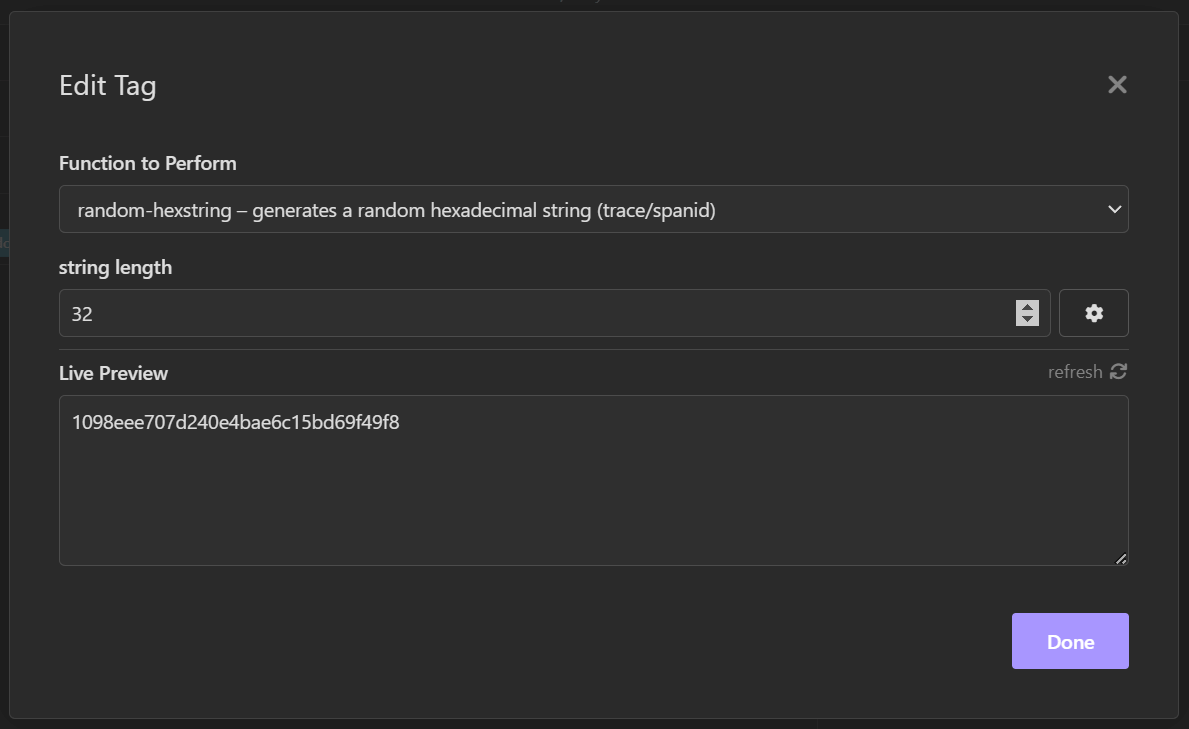 Edit Tag
Function to Perform
random-hexstring – generates a random hexadecimal string (trace/spanid)
string length
32
Live Preview
refresh
1098eee707d240e4bae6c15bd69f49f8
Done